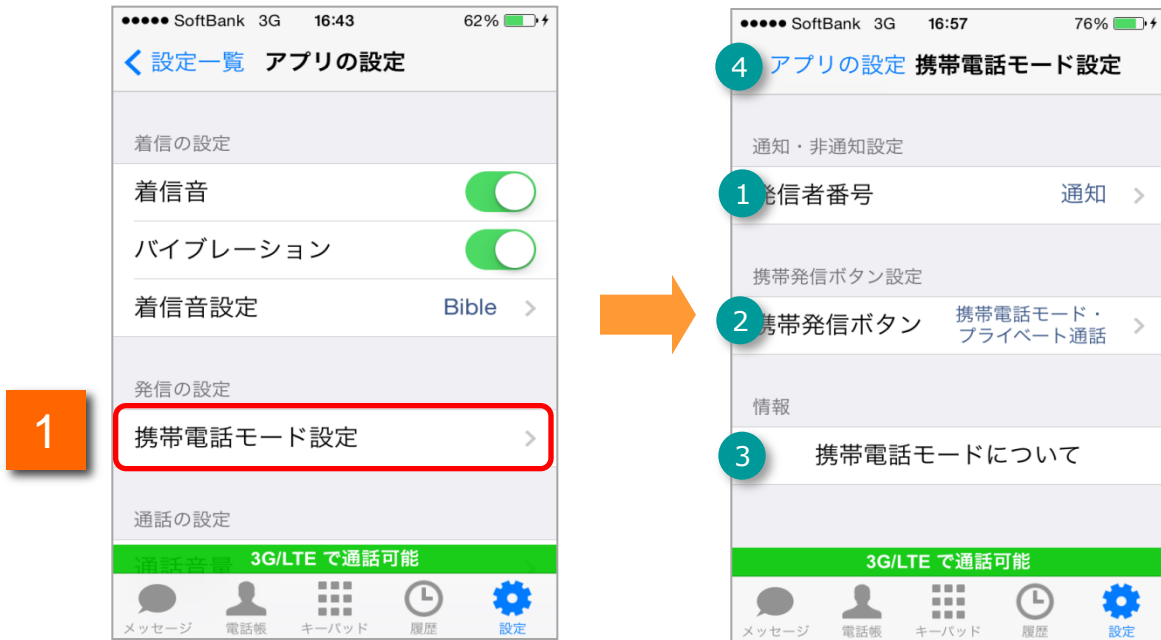 SoftBank 3G 16:43 62%
設定一覧 アプリの設定
着信の設定
着信音
バイブレーション
着信音設定 Bible
発信の設定
1
携帯電話モード設定
通話の設定
通話音量
3G/LTE で通話可能
メッセージ 電話帳 キーパッド 履歴 設定
SoftBank 3G 16:57 76%
4 アプリの設定 携帯電話モード設定
通知・非通知設定
1 発信者番号 通知
携帯発信ボタン設定
2 携帯発信ボタン 携帯電話モード・
プライベート通話
情報
3 携帯電話モードについて
3G/LTE で通話可能
メッセージ 電話帳 キーパッド 履歴 設定